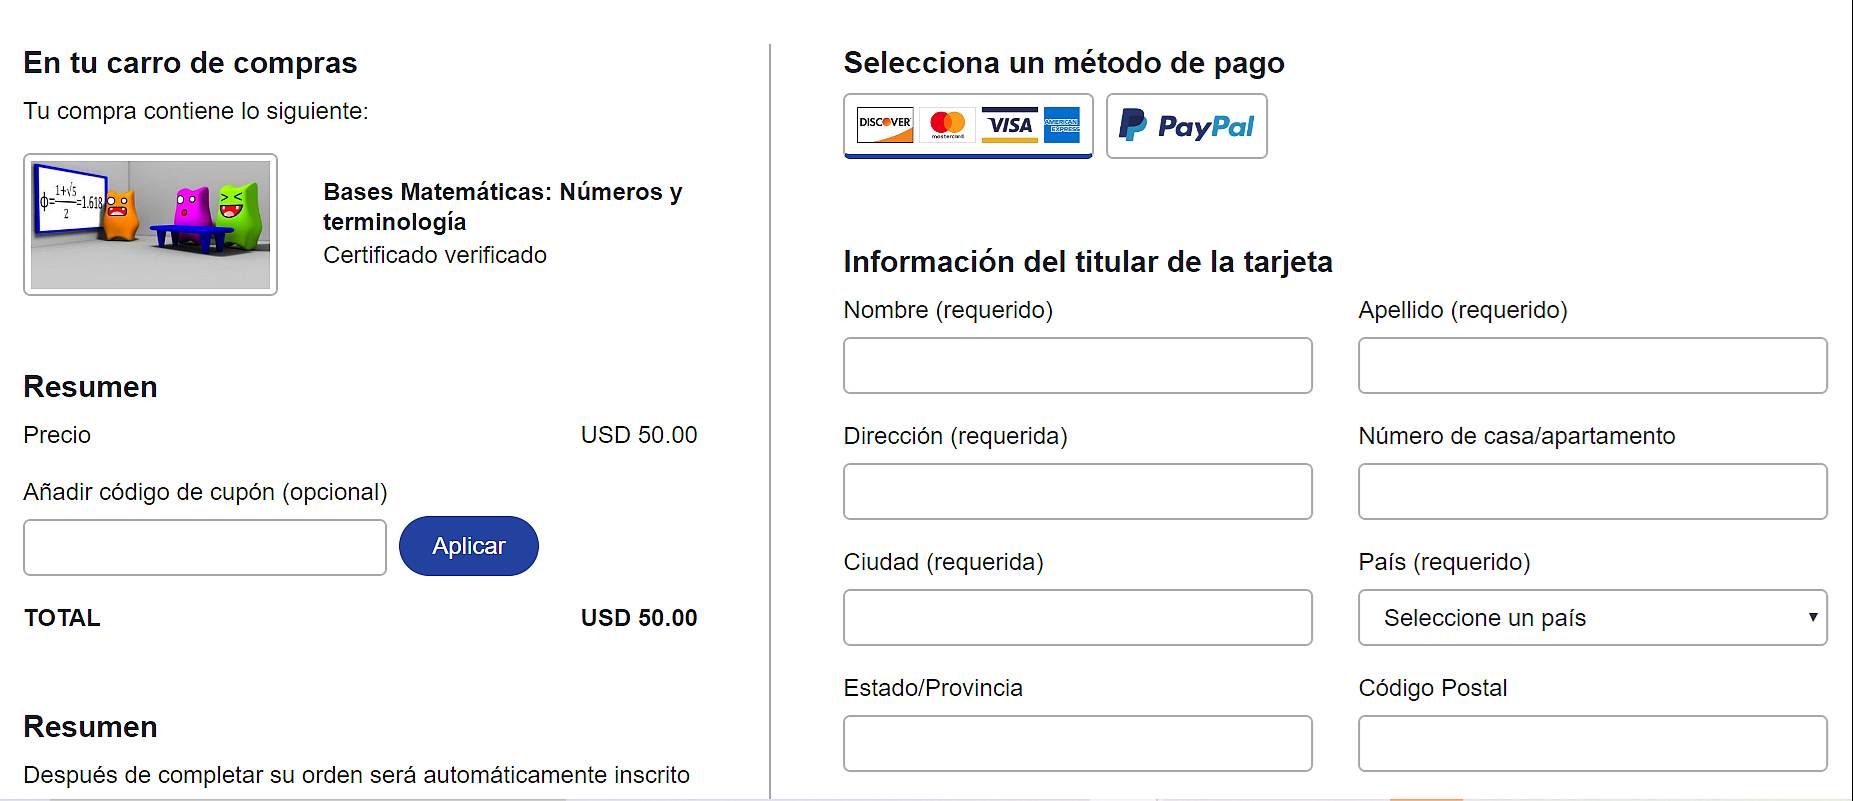 En tu carro de compras
Tu compra contiene lo siguiente:
ϕ=1+√5/2=1.618
Bases Matemáticas: Números y
terminología
Certificado verificado
Resumen
Precio USD 50.00
Añadir código de cupón (opcional)
Aplicar
TOTAL USD 50.00
Resumen
Después de completar su orden será automáticamente inscrito
Selecciona un método de pago
DISCOVER mastercard VISA AMERICAN EXPRESS PayPal
Información del titular de la tarjeta
Nombre (requerido) Apellido (requerido)
Dirección (requerida) Número de casa/apartamento
Ciudad (requerida) País (requerido)
Seleccione un país
Estado/Provincia Código Postal